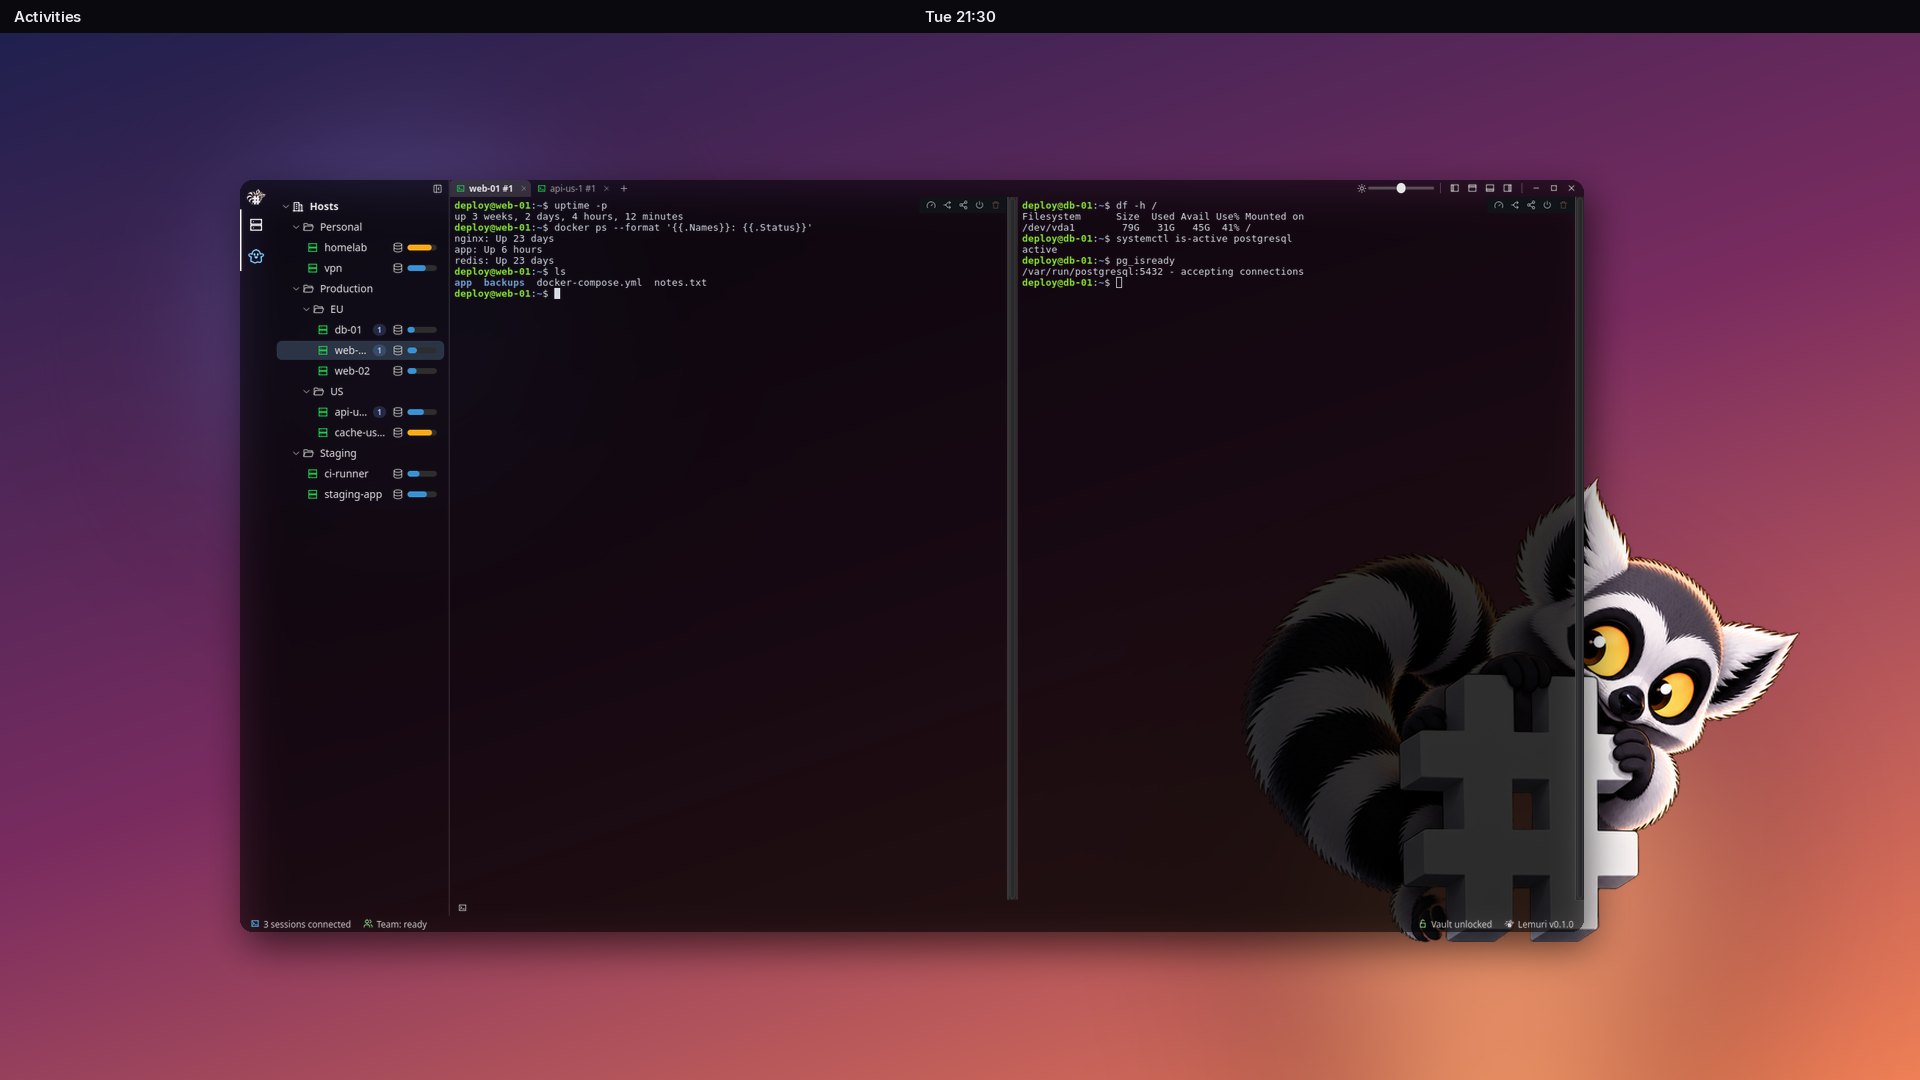 Activities
Tue 21:30
web-01 #1
api-us-1 #1
Hosts
Personal
homelab
vpn
Production
EU
db-01 1
web-... 1
web-02
US
api-u... 1
cache-us...
Staging
ci-runner
staging-app
deploy@web-01:~$ uptime -p
up 3 weeks, 2 days, 4 hours, 12 minutes
deploy@web-01:~$ docker ps --format '{{.Names}}: {{.Status}}'
nginx: Up 23 days
app: Up 6 hours
redis: Up 23 days
deploy@web-01:~$ ls
app backups docker-compose.yml notes.txt
deploy@web-01:~$
deploy@db-01:~$ df -h /
Filesystem Size Used Avail Use% Mounted on
/dev/vda1 79G 31G 45G 41% /
deploy@db-01:~$ systemctl is-active postgresql
active
deploy@db-01:~$ pg_isready
/var/run/postgresql:5432 - accepting connections
deploy@db-01:~$
3 sessions connected
Team: ready
Vault unlocked
Lemuri v0.1.0